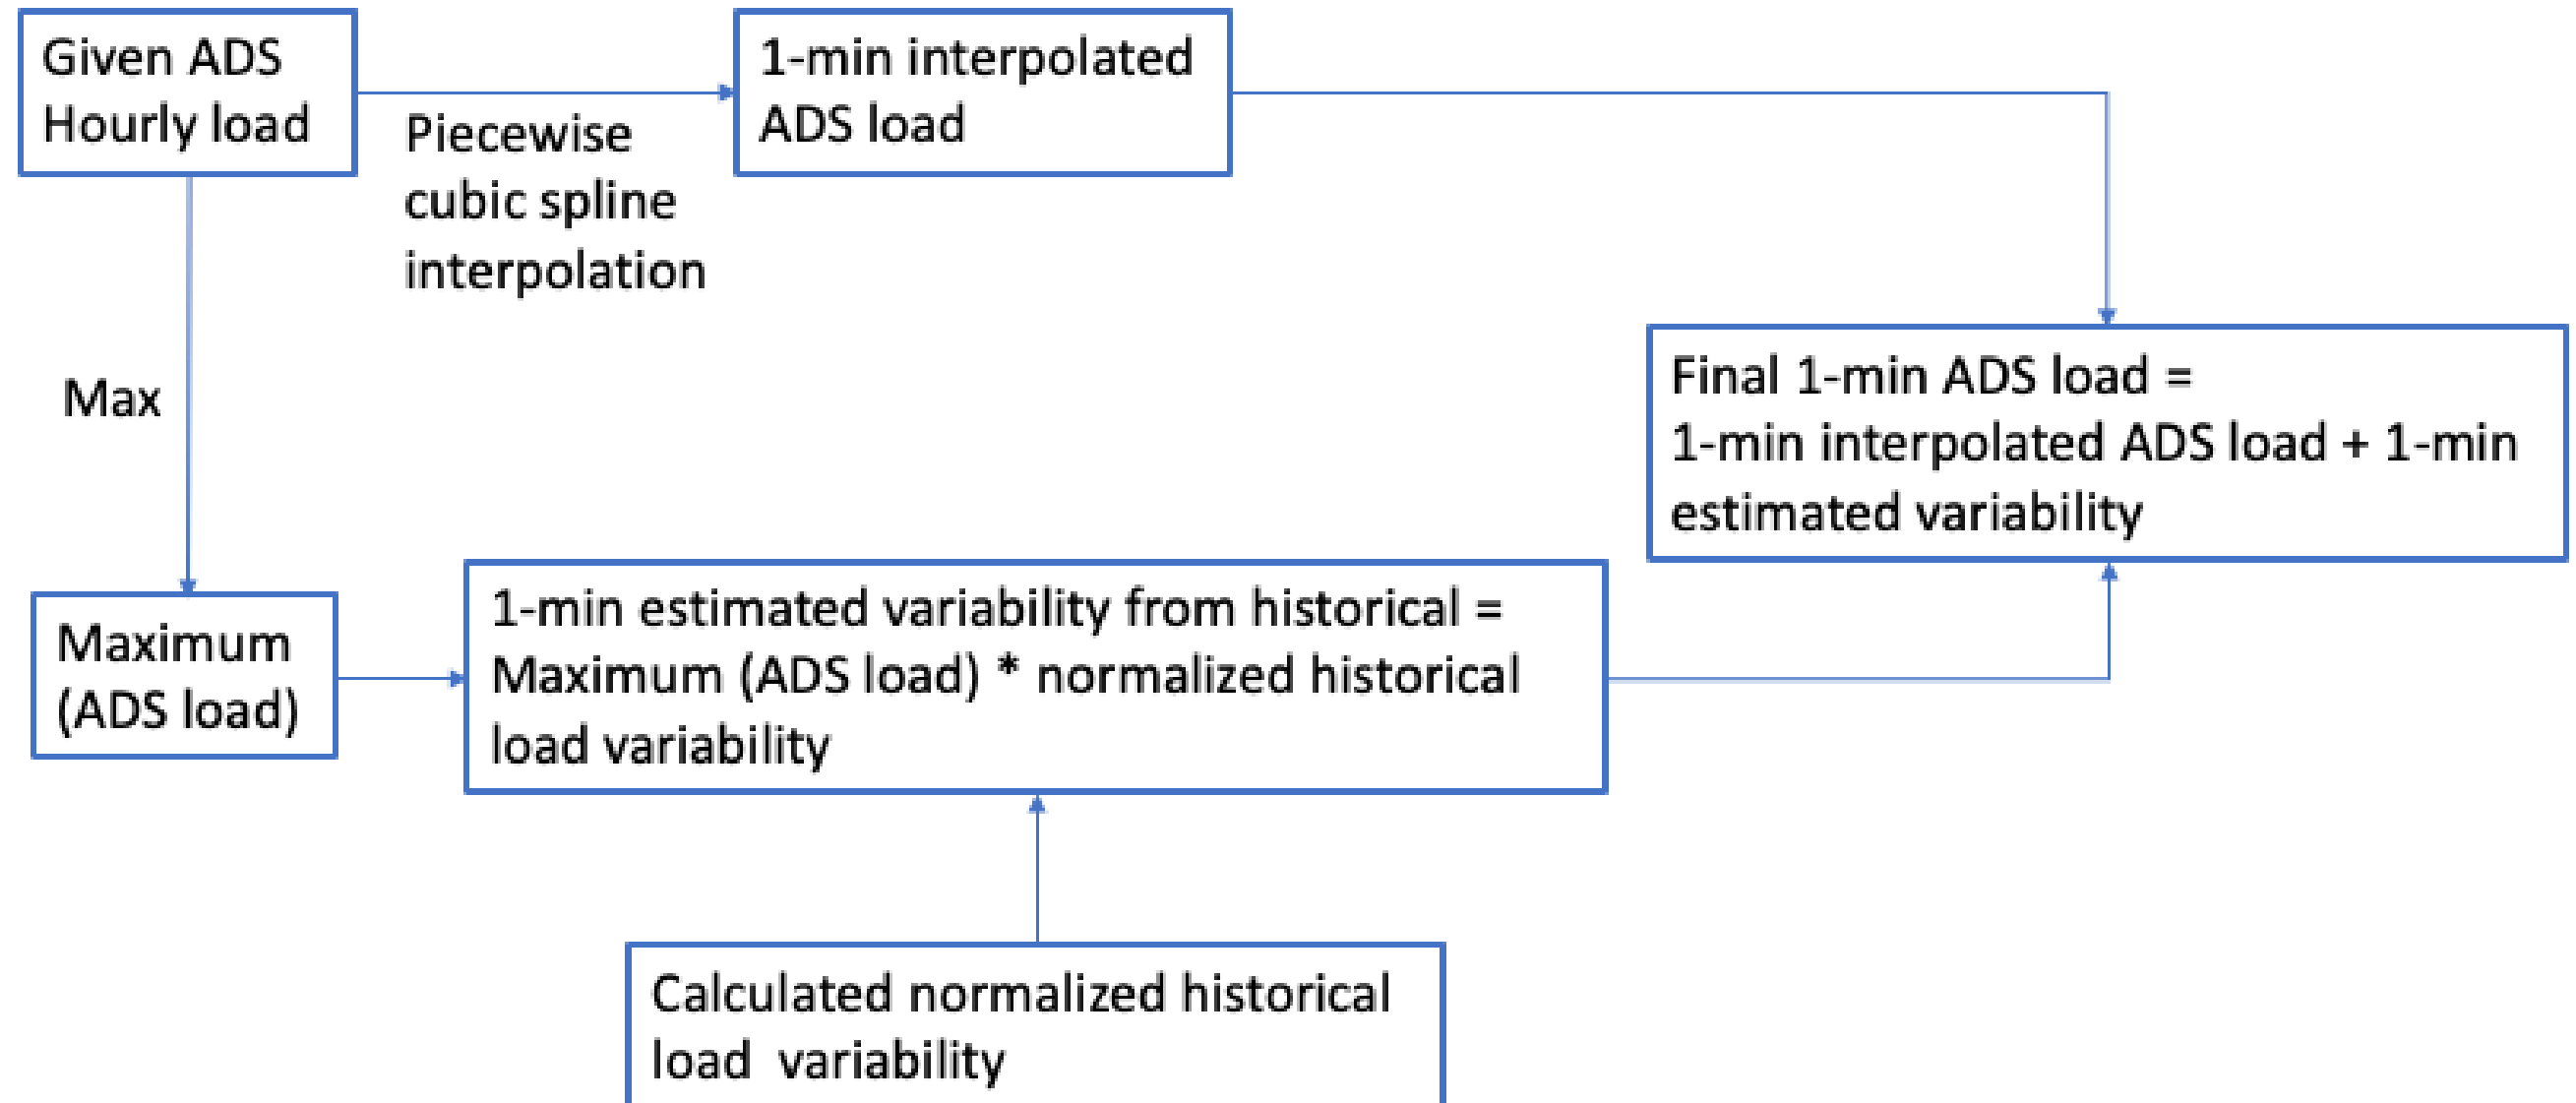 Given ADS
Hourly load
Piecewise
cubic spline
interpolation
1-min interpolated
ADS load
Max
Final 1-min ADS load =
1-min interpolated ADS load + 1-min
estimated variability
Maximum
(ADS load)
1-min estimated variability from historical =
Maximum (ADS load) * normalized historical
load variability
Calculated normalized historical
load  variability